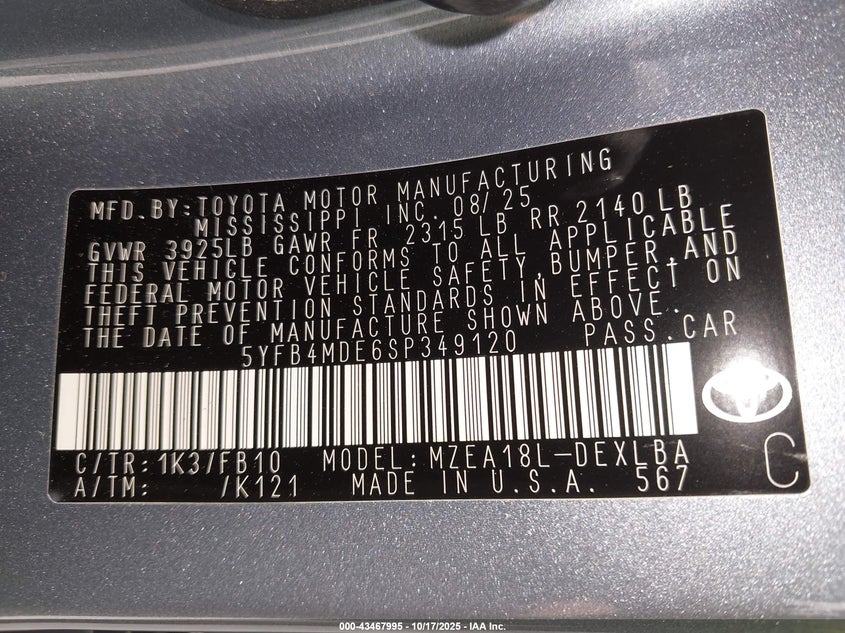 MFD.BY:TOYOTA MOTOR MANUFACTURING
MISSISSIPPI INC. 08/25
GVWR 3925LB GAWR FR 2315 LB RR 2140 LB
THIS VEHICLE CONFORMS TO ALL APPLICABLE
FEDERAL MOTOR VEHICLE SAFETY,BUMPER,AND
THEFT PREVENTION STANDARDS IN EFFECT ON
THE DATE OF MANUFACTURE SHOWN ABOVE.
5YFB4MDE6SP349120 PASS.CAR
C/TR: 1K3/FB10 MODEL:MZEA18L-DEXLBA
A/TM: /K121 MADE IN U.S.A. 567
C
000-43467995 - 10/17/2025 - IAA Inc.